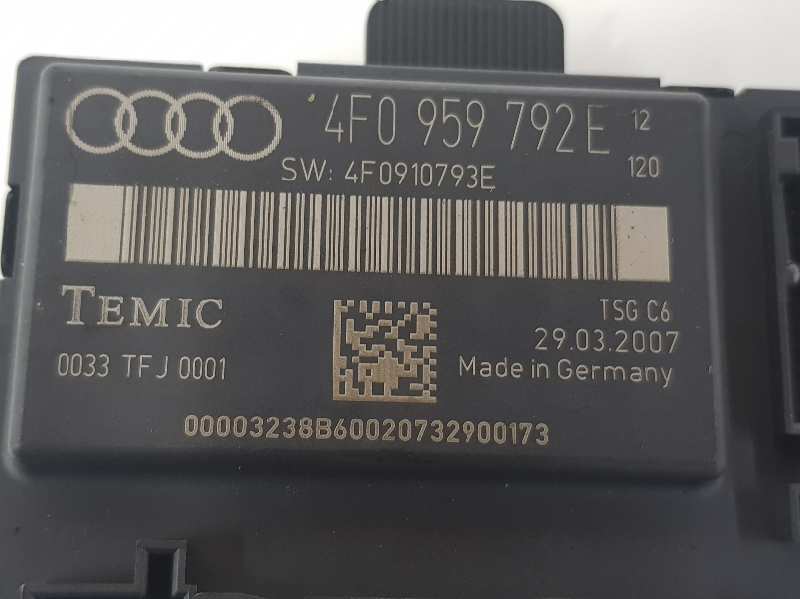 4F0 959 792E 12
SW: 4F0910793E 120
TEMIC
TSG C6
29.03.2007
0033 TFJ 0001
Made in Germany
00003238B60020732900173